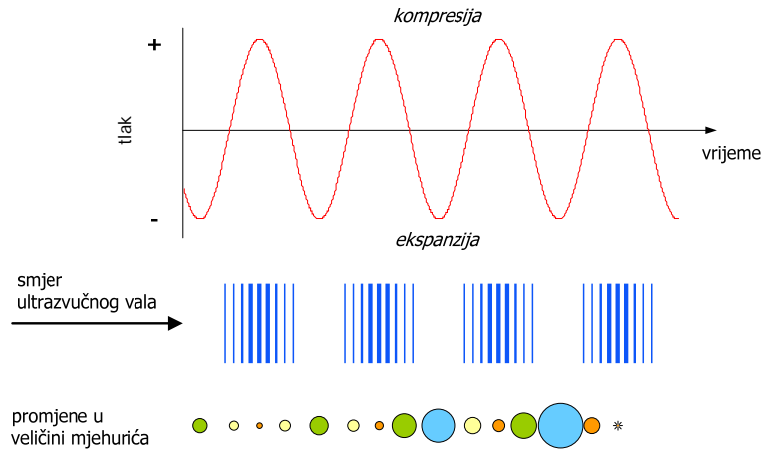 kompresija
+
tlak
vrijeme
-
ekspanzija
smjer
ultrazvučnog vala
promjene u
veličini mjehurića